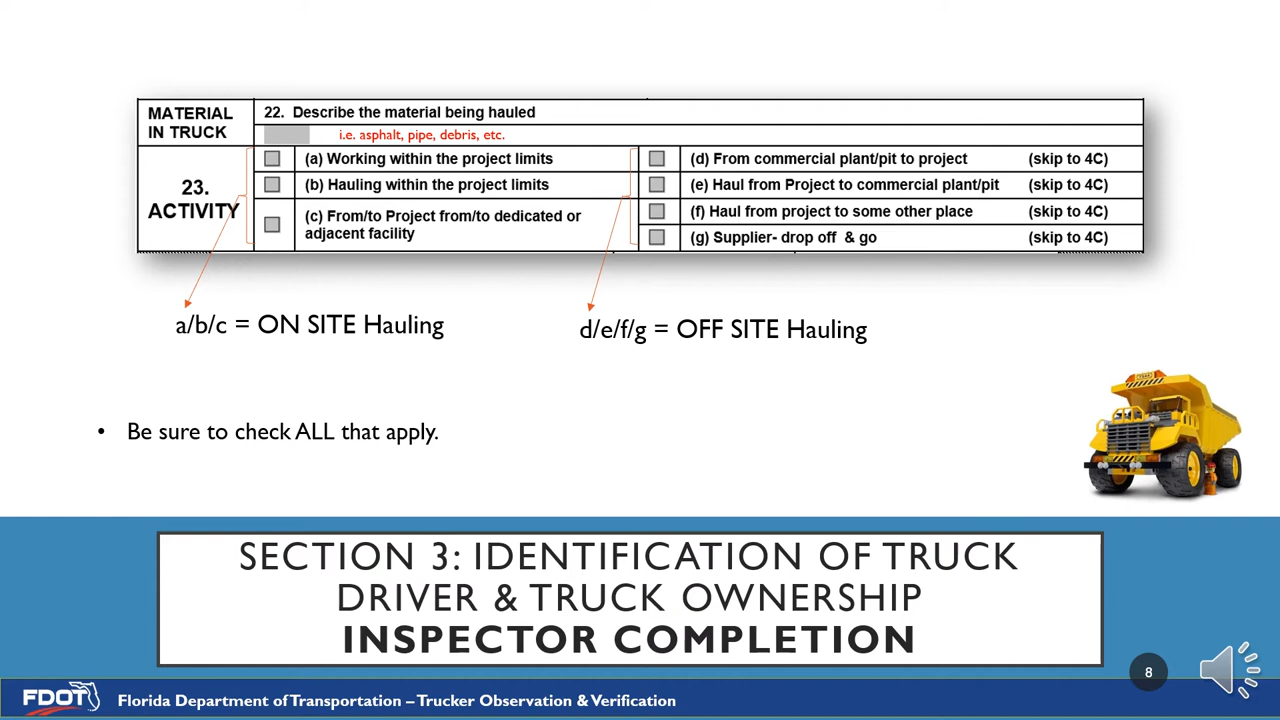 MATERIAL
IN TRUCK
22. Describe the material being hauled
i.e. asphalt, pipe, debris, etc.
23.
ACTIVITY
(a) Working within the project limits
(b) Hauling within the project limits
(c) From/to Project from/to dedicated or
adjacent facility
(d) From commercial plant/pit to project (skip to 4C)
(e) Haul from Project to commercial plant/pit (skip to 4C)
(f) Haul from project to some other place (skip to 4C)
(g) Supplier- drop off & go (skip to 4C)
a/b/c = ON SITE Hauling
d/e/f/g = OFF SITE Hauling
• Be sure to check ALL that apply.
SECTION 3: IDENTIFICATION OF TRUCK
DRIVER & TRUCK OWNERSHIP
INSPECTOR COMPLETION
8
FDOT
Florida Department of Transportation – Trucker Observation & Verification